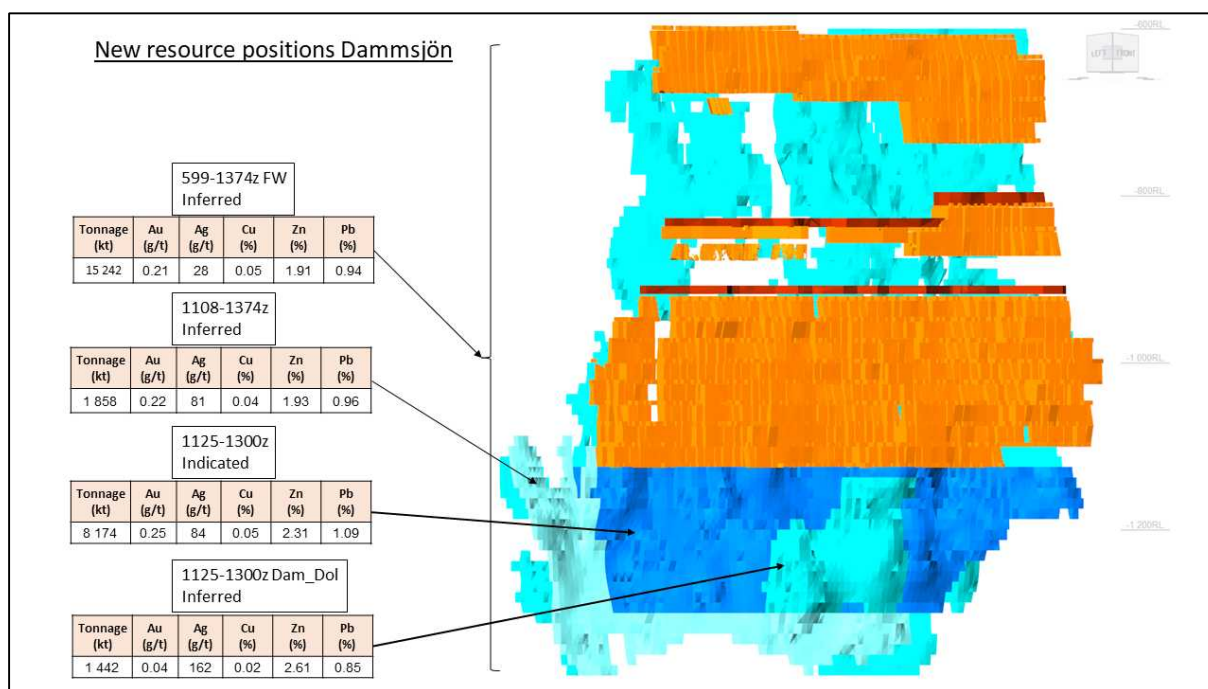 New resource positions Dammsjön
599-1374z FW
Inferred
Tonnage (kt) Au (g/t) Ag (g/t) Cu (%) Zn (%) Pb (%)
15 242 0.21 28 0.05 1.91 0.94
1108-1374z
Inferred
Tonnage (kt) Au (g/t) Ag (g/t) Cu (%) Zn (%) Pb (%)
1 858 0.22 81 0.04 1.93 0.96
1125-1300z
Indicated
Tonnage (kt) Au (g/t) Ag (g/t) Cu (%) Zn (%) Pb (%)
8 174 0.25 84 0.05 2.31 1.09
1125-1300z Dam_Dol
Inferred
Tonnage (kt) Au (g/t) Ag (g/t) Cu (%) Zn (%) Pb (%)
1 442 0.04 162 0.02 2.61 0.85
-600RL
LEFT FRONT
-800RL
-1 000RL
-1 200RL